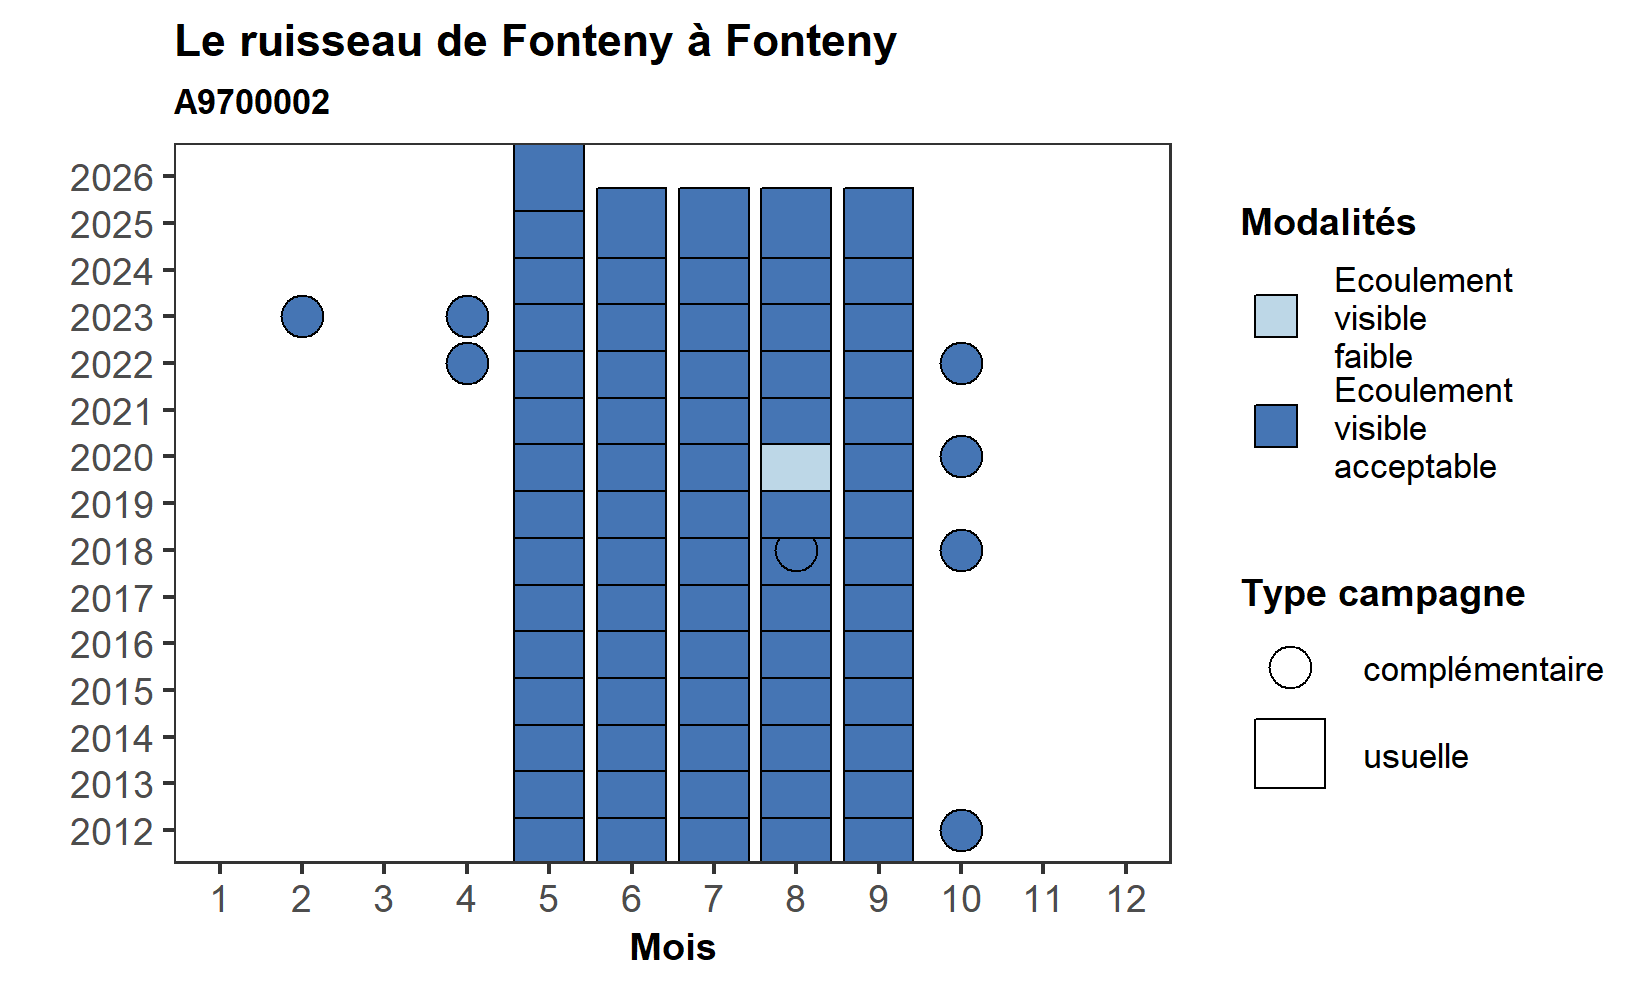 Le ruisseau de Fonteny à Fonteny
A9700002
2026
2025
2024
2023
2022
2021
2020
2019
2018
2017
2016
2015
2014
2013
2012
1 2 3 4 5 6 7 8 9 10 11 12
Mois
Modalités
Ecoulement
visible
faible
Ecoulement
visible
acceptable
Type campagne
complémentaire
usuelle